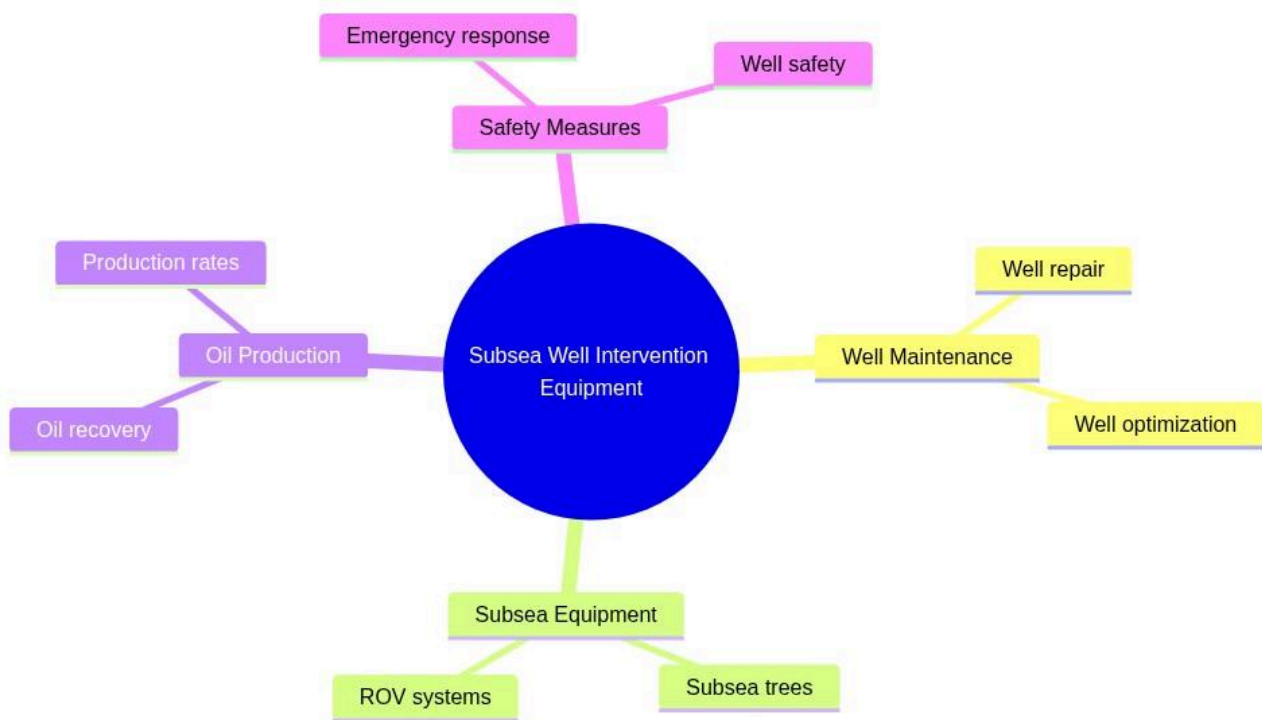 Emergency response
Well safety
Safety Measures
Production rates
Well repair
Oil Production
Subsea Well Intervention
Equipment
Well Maintenance
Oil recovery
Well optimization
Subsea Equipment
ROV systems
Subsea trees